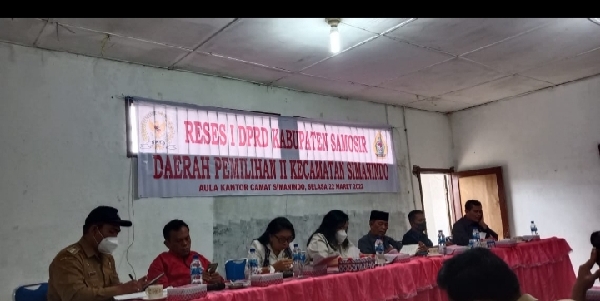 RESES I DPRD KABUPATEN SAMOSIR
DAERAH PEMILIHAN II KECAMATAN SIMANINDO
AULA KANTOR CAMAT SIMANINDO, SELASA 22 MARET 2022